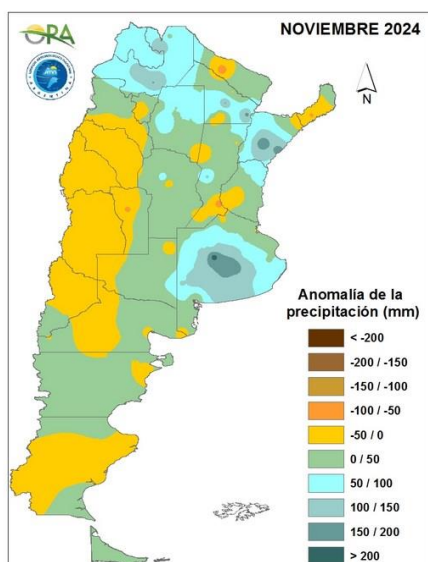 ORA
NOVIEMBRE 2024
N
Anomalía de la
precipitación (mm)
< -200
-200 / -150
-150 / -100
-100 / -50
-50 / 0
0 / 50
50 / 100
100 / 150
150 / 200
> 200